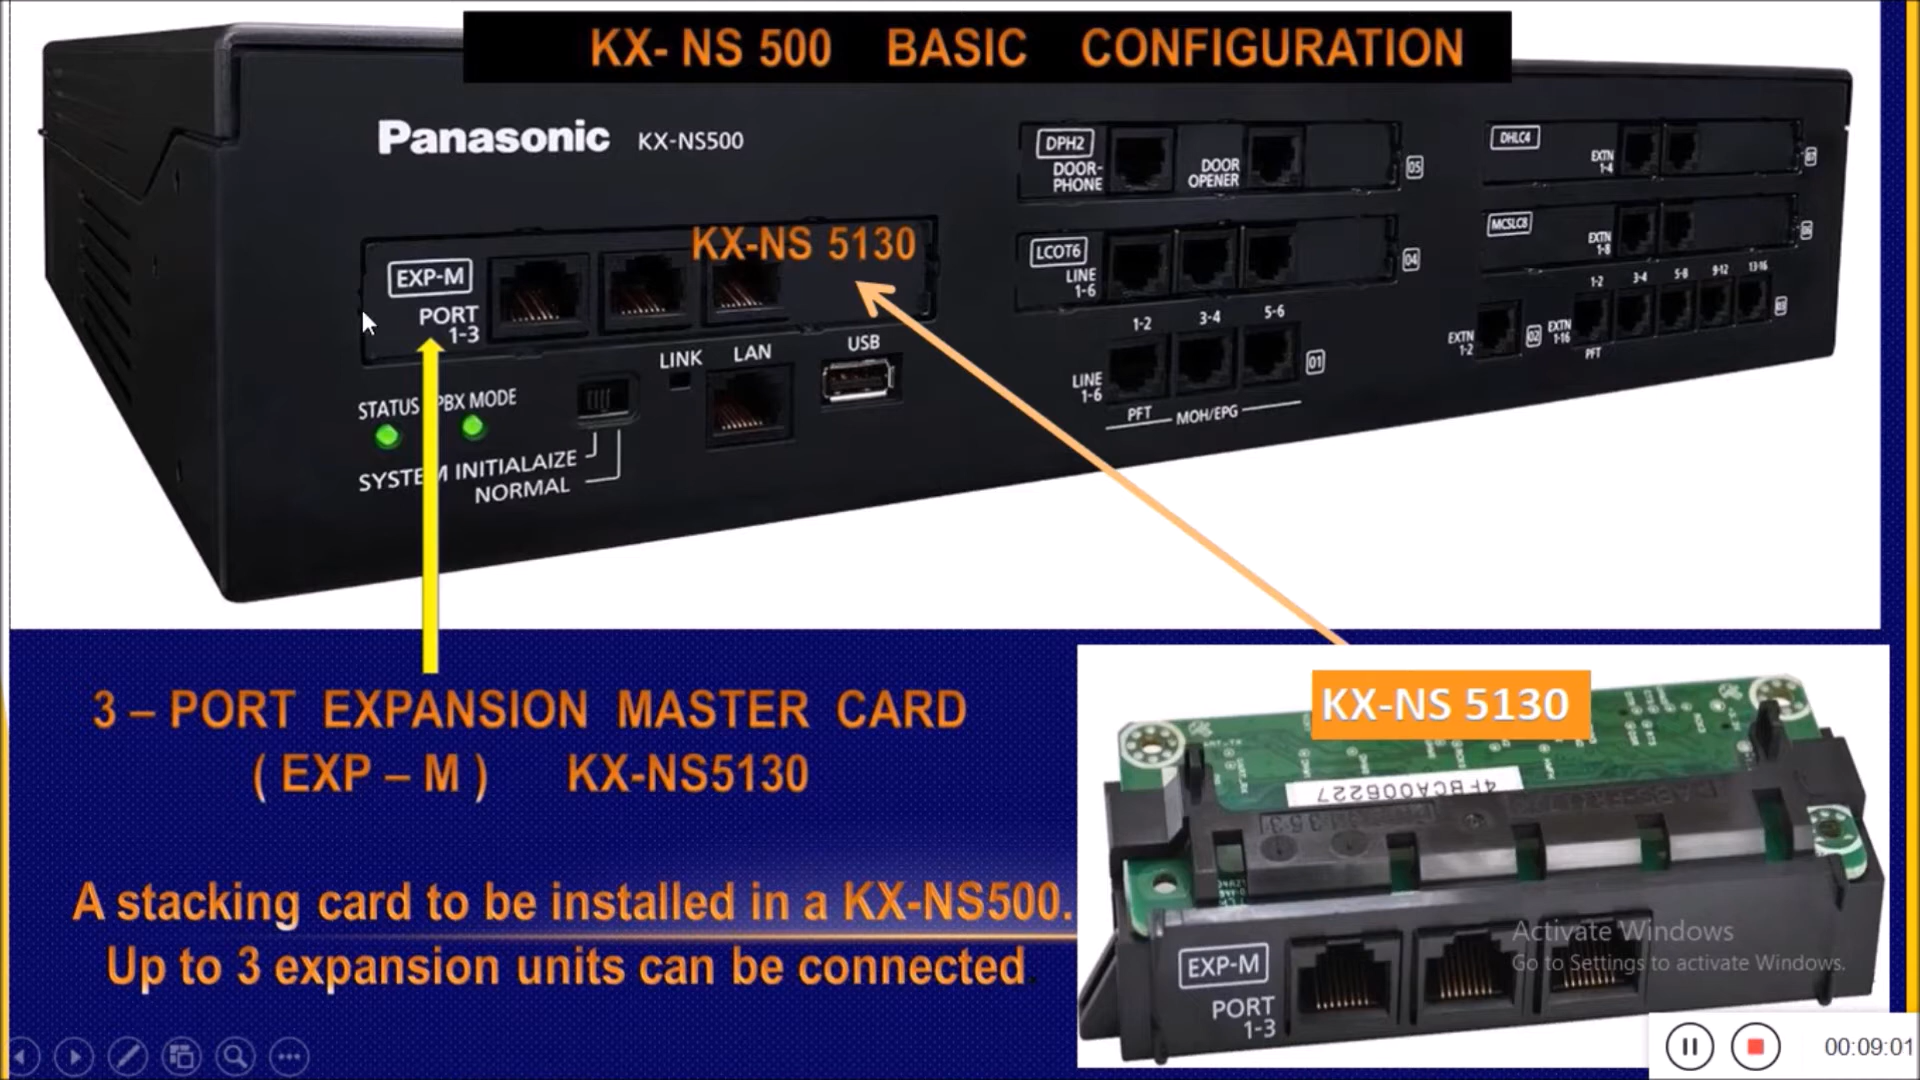 KX- NS 500 BASIC CONFIGURATION
Panasonic KX-NS500
KX-NS 5130
EXP-M
PORT
1-3
LINK LAN USB
STATUS PBX MODE
SYSTEM INITIALAIZE
NORMAL
DPH2
DOOR-
PHONE
DOOR
OPENER
05
LCOT6
LINE
1-6
04
1-2 3-4 5-6
LINE
1-6
01
PFT MOH/EPG
DHLC4
EXTN
1-4
MCSLC8
EXTN
1-8
1-2 3-4 5-8 9-12 13-16
EXTN
1-2
02
EXTN
1-16
03
PFT
3 – PORT EXPANSION MASTER CARD
( EXP – M ) KX-NS5130
A stacking card to be installed in a KX-NS500.
Up to 3 expansion units can be connected.
KX-NS 5130
4FBCA006227
EXP-M
PORT
1-3
Activate Windows
Go to Settings to activate Windows.
00:09:01